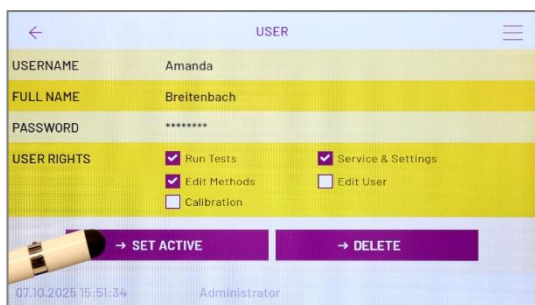 ← USER
USERNAME Amanda
FULL NAME Breitenbach
PASSWORD ********
USER RIGHTS Run Tests Service & Settings
Edit Methods Edit User
Calibration
→ SET ACTIVE → DELETE
07.10.2025 15:51:34 Administrator